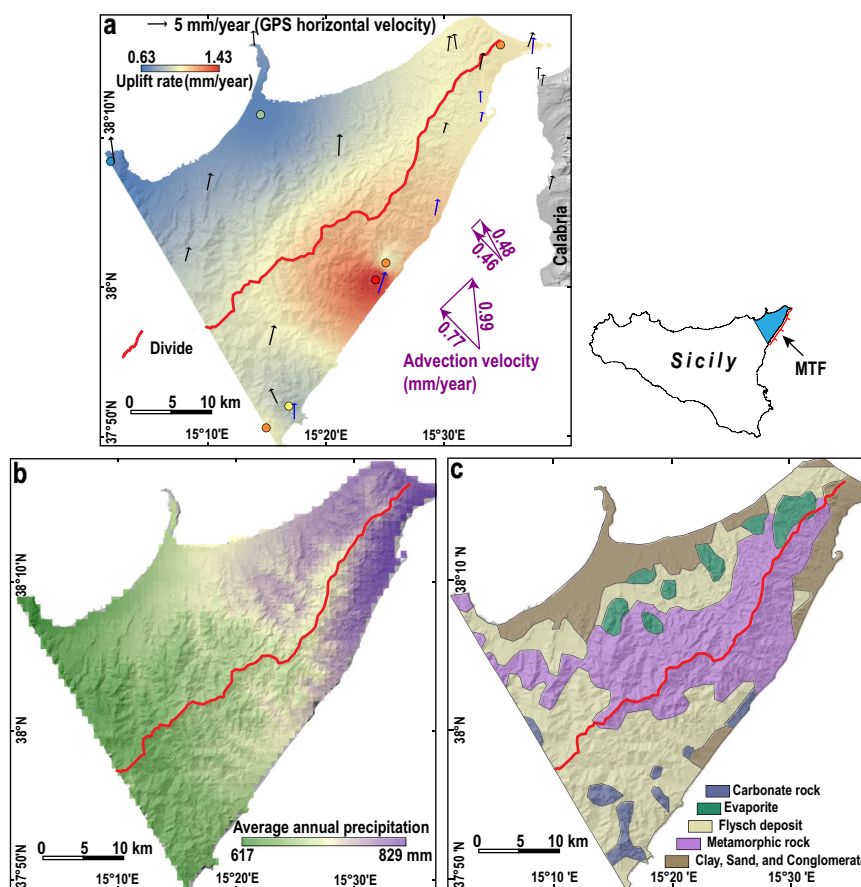 a
5 mm/year (GPS horizontal velocity)
0.63 1.43
Uplift rate (mm/year)
38°10'N
38°N
37°50'N
15°10'E 15°20'E 15°30'E
Calabria
0.48
0.46
0.99
0.77
Advection velocity
(mm/year)
Divide
0 5 10 km
Sicily
MTF
b
38°10'N
38°N
37°50'N
Average annual precipitation
617 829 mm
0 5 10 km
15°10'E 15°20'E 15°30'E
c
38°10'N
38°N
37°50'N
Carbonate rock
Evaporite
Flysch deposit
Metamorphic rock
Clay, Sand, and Conglomerate
0 5 10 km
15°10'E 15°20'E 15°30'E